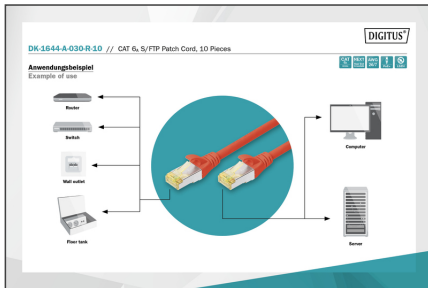 DIGITUS®
DK-1644-A-030-R-10 // CAT 6A S/FTP Patch Cord, 10 Pieces
Anwendungsbeispiel
Example of use
Router
Switch
Wall outlet
Floor tank
Computer
Server